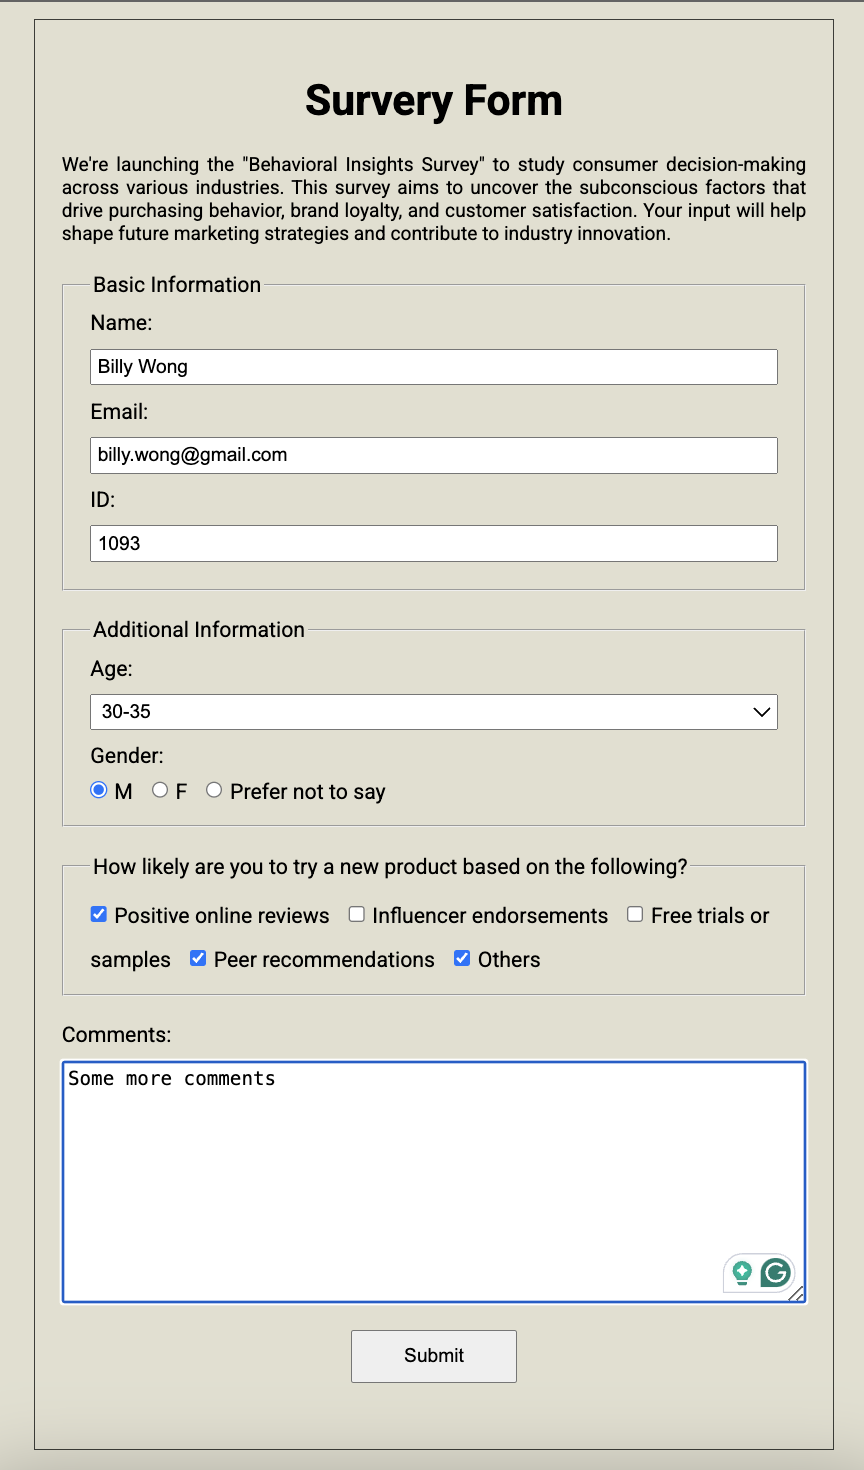 Survery Form
We're launching the "Behavioral Insights Survey" to study consumer decision-making
across various industries. This survey aims to uncover the subconscious factors that
drive purchasing behavior, brand loyalty, and customer satisfaction. Your input will help
shape future marketing strategies and contribute to industry innovation.
Basic Information
Name:
Billy Wong
Email:
billy.wong@gmail.com
ID:
1093
Additional Information
Age:
30-35
Gender:
M F Prefer not to say
How likely are you to try a new product based on the following?
Positive online reviews Influencer endorsements Free trials or
samples Peer recommendations Others
Comments:
Some more comments
Submit